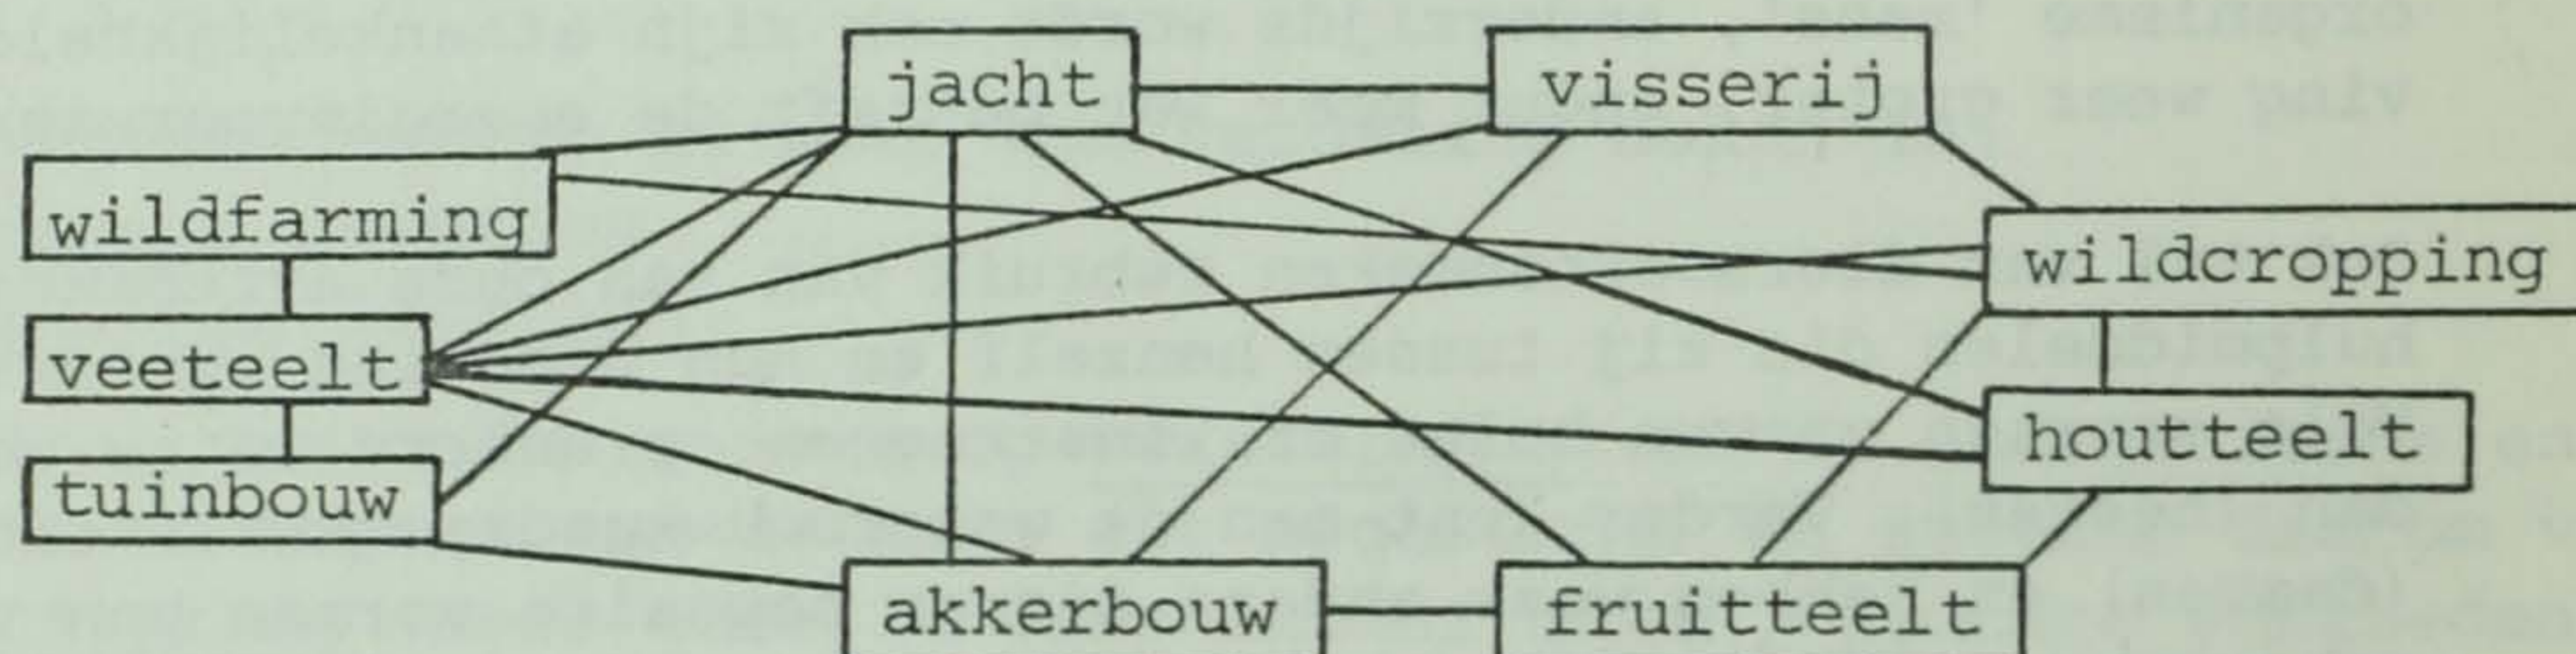 jacht
visserij
wildfarming
wildcropping
veeteelt
houtteelt
tuinbouw
akkerbouw
fruitteelt